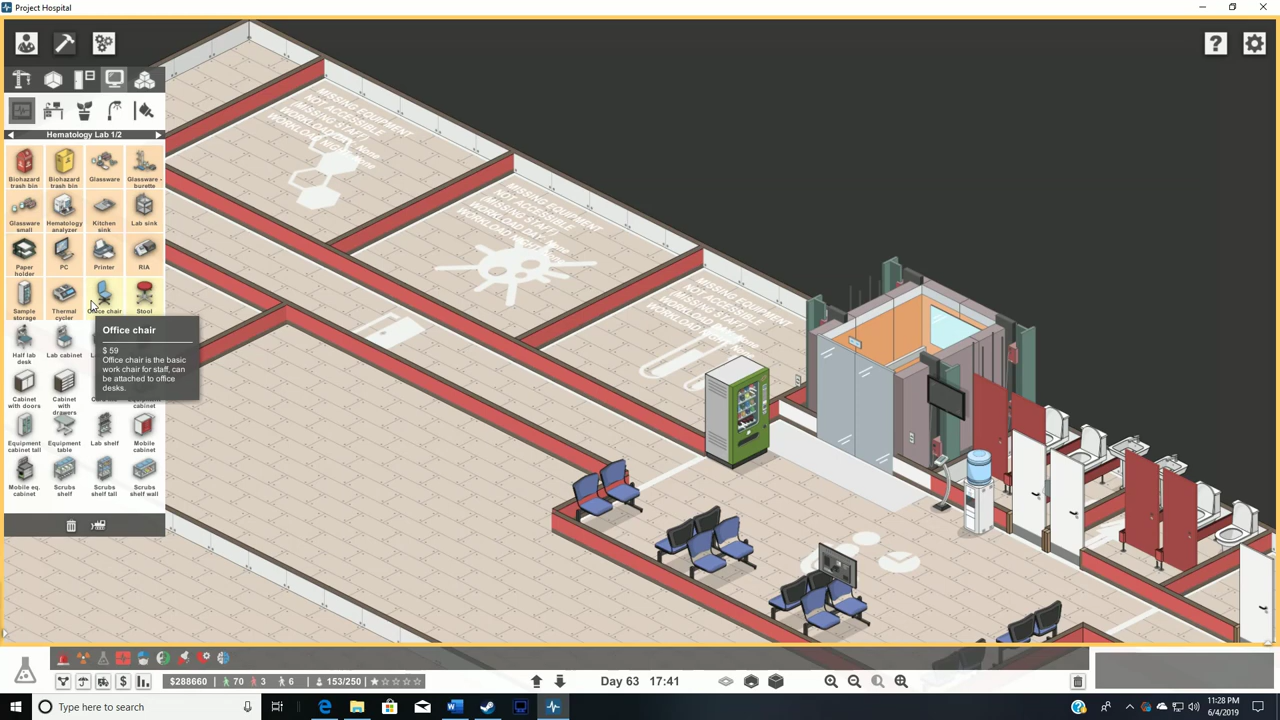 Project Hospital
Hematology Lab 1/2
Biohazard trash bin
Biohazard trash bin
Glassware
Glassware - burette
Glassware small
Hematology analyzer
Kitchen sink
Lab sink
Paper holder
PC
Printer
RIA
Sample storage
Thermal cycler
Office chair
Stool
Office chair
$ 59
Office chair is the basic
work chair for staff, can
be attached to office
desks.
Half lab desk
Lab cabinet
Cabinet with doors
Cabinet with drawers
cabinet
Equipment cabinet tall
Equipment table
Lab shelf
Mobile cabinet
Mobile eq. cabinet
Scrubs shelf
Scrubs shelf tall
Scrubs shelf wall
MISSING EQUIPMENT
NOT ACCESSIBLE
MISSING EQUIPMENT
NOT ACCESSIBLE
MISSING EQUIPMENT
$288660
70
3
6
153/250
Day 63 17:41
Type here to search
11:28 PM
6/4/2019